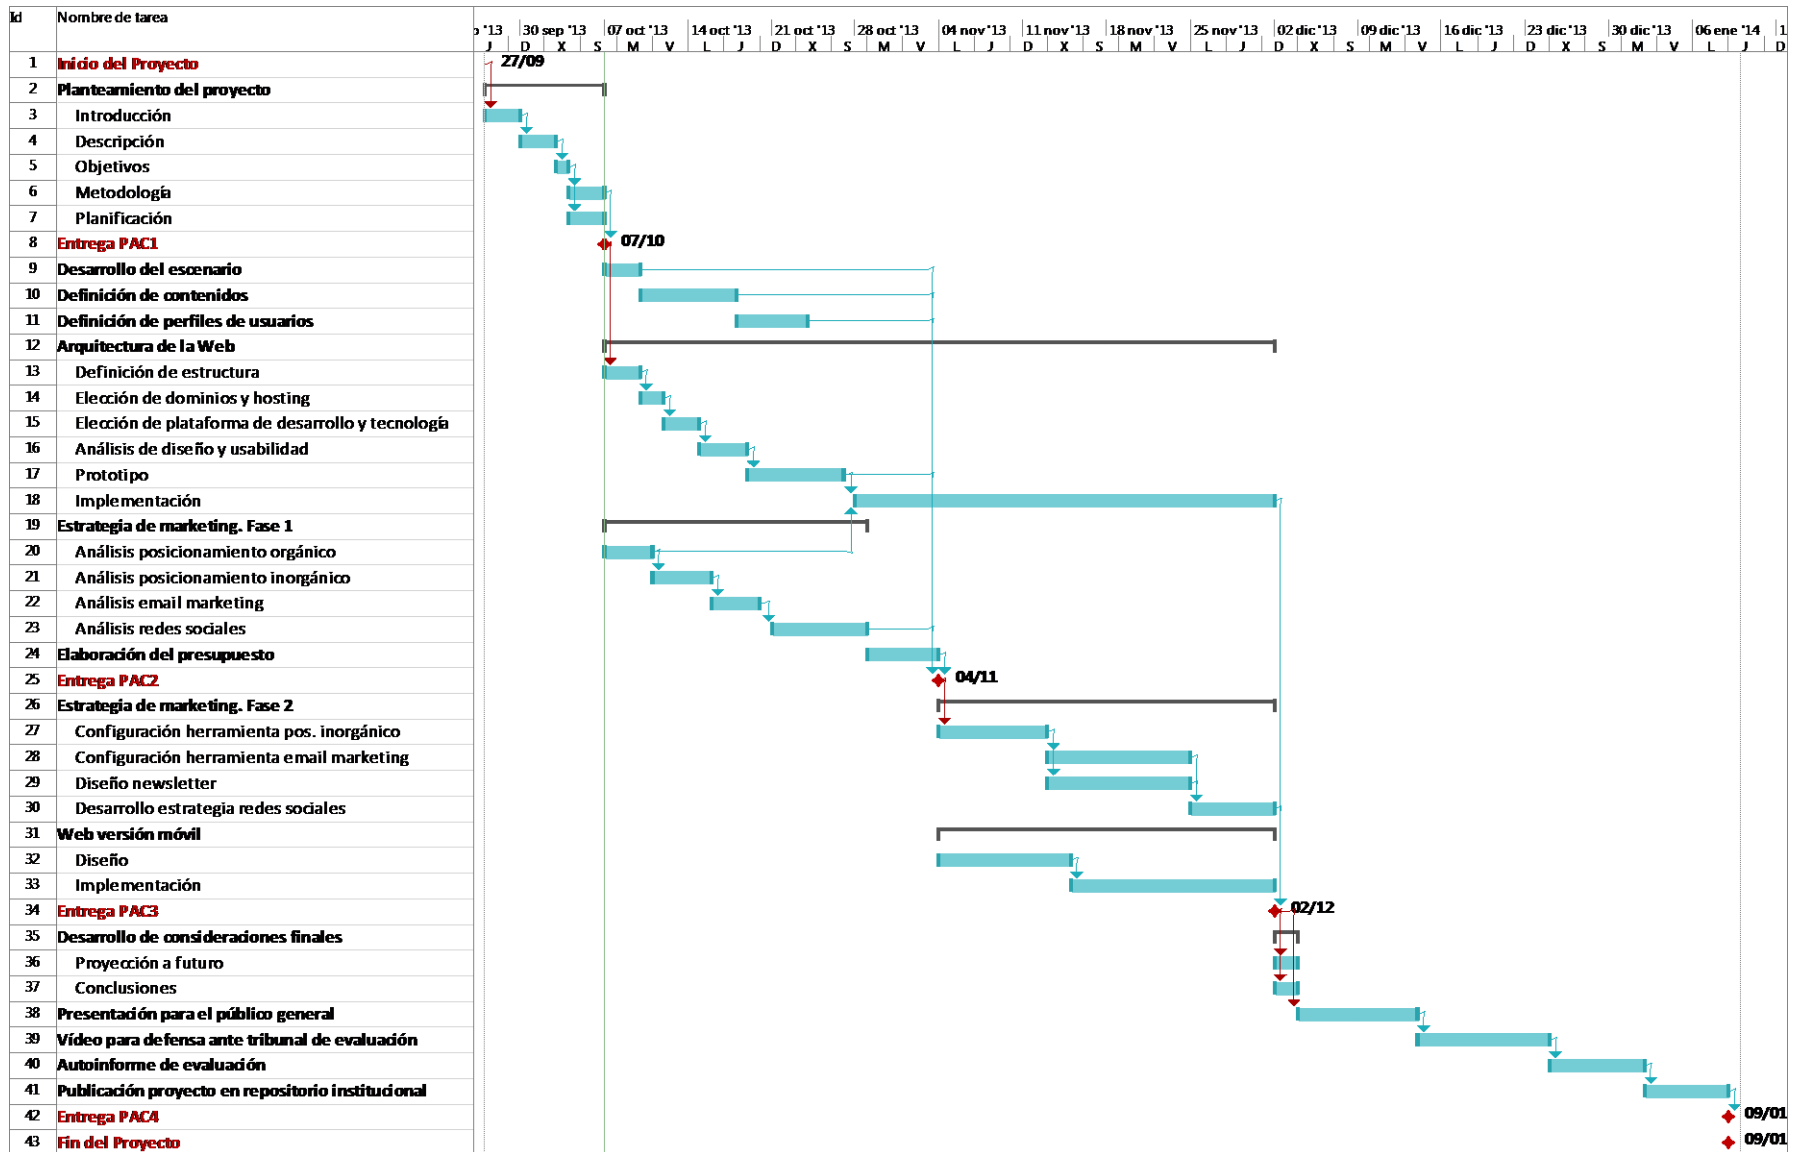 Id Nombre de tarea
'13 30 sep '13 07 oct '13 14 oct '13 21 oct '13 28 oct '13 04 nov '13 11 nov '13 18 nov '13 25 nov '13 02 dic '13 09 dic '13 16 dic '13 23 dic '13 30 dic '13 06 ene '14 1
J D X S M V L J D X S M V L J D X S M V L J D X S M V L J D X S M V L J D
1 Inicio del Proyecto 27/09
2 Planteamiento del proyecto
3 Introducción
4 Descripción
5 Objetivos
6 Metodología
7 Planificación
8 Entrega PAC1 07/10
9 Desarrollo del escenario
10 Definición de contenidos
11 Definición de perfiles de usuarios
12 Arquitectura de la Web
13 Definición de estructura
14 Elección de dominios y hosting
15 Elección de plataforma de desarrollo y tecnología
16 Análisis de diseño y usabilidad
17 Prototipo
18 Implementación
19 Estrategia de marketing. Fase 1
20 Análisis posicionamiento orgánico
21 Análisis posicionamiento inorgánico
22 Análisis email marketing
23 Análisis redes sociales
24 Elaboración del presupuesto
25 Entrega PAC2 04/11
26 Estrategia de marketing. Fase 2
27 Configuración herramienta pos. inorgánico
28 Configuración herramienta email marketing
29 Diseño newsletter
30 Desarrollo estrategia redes sociales
31 Web versión móvil
32 Diseño
33 Implementación
34 Entrega PAC3 02/12
35 Desarrollo de consideraciones finales
36 Proyección a futuro
37 Conclusiones
38 Presentación para el público general
39 Vídeo para defensa ante tribunal de evaluación
40 Autoinforme de evaluación
41 Publicación proyecto en repositorio institucional
42 Entrega PAC4 09/01
43 Fin del Proyecto 09/01